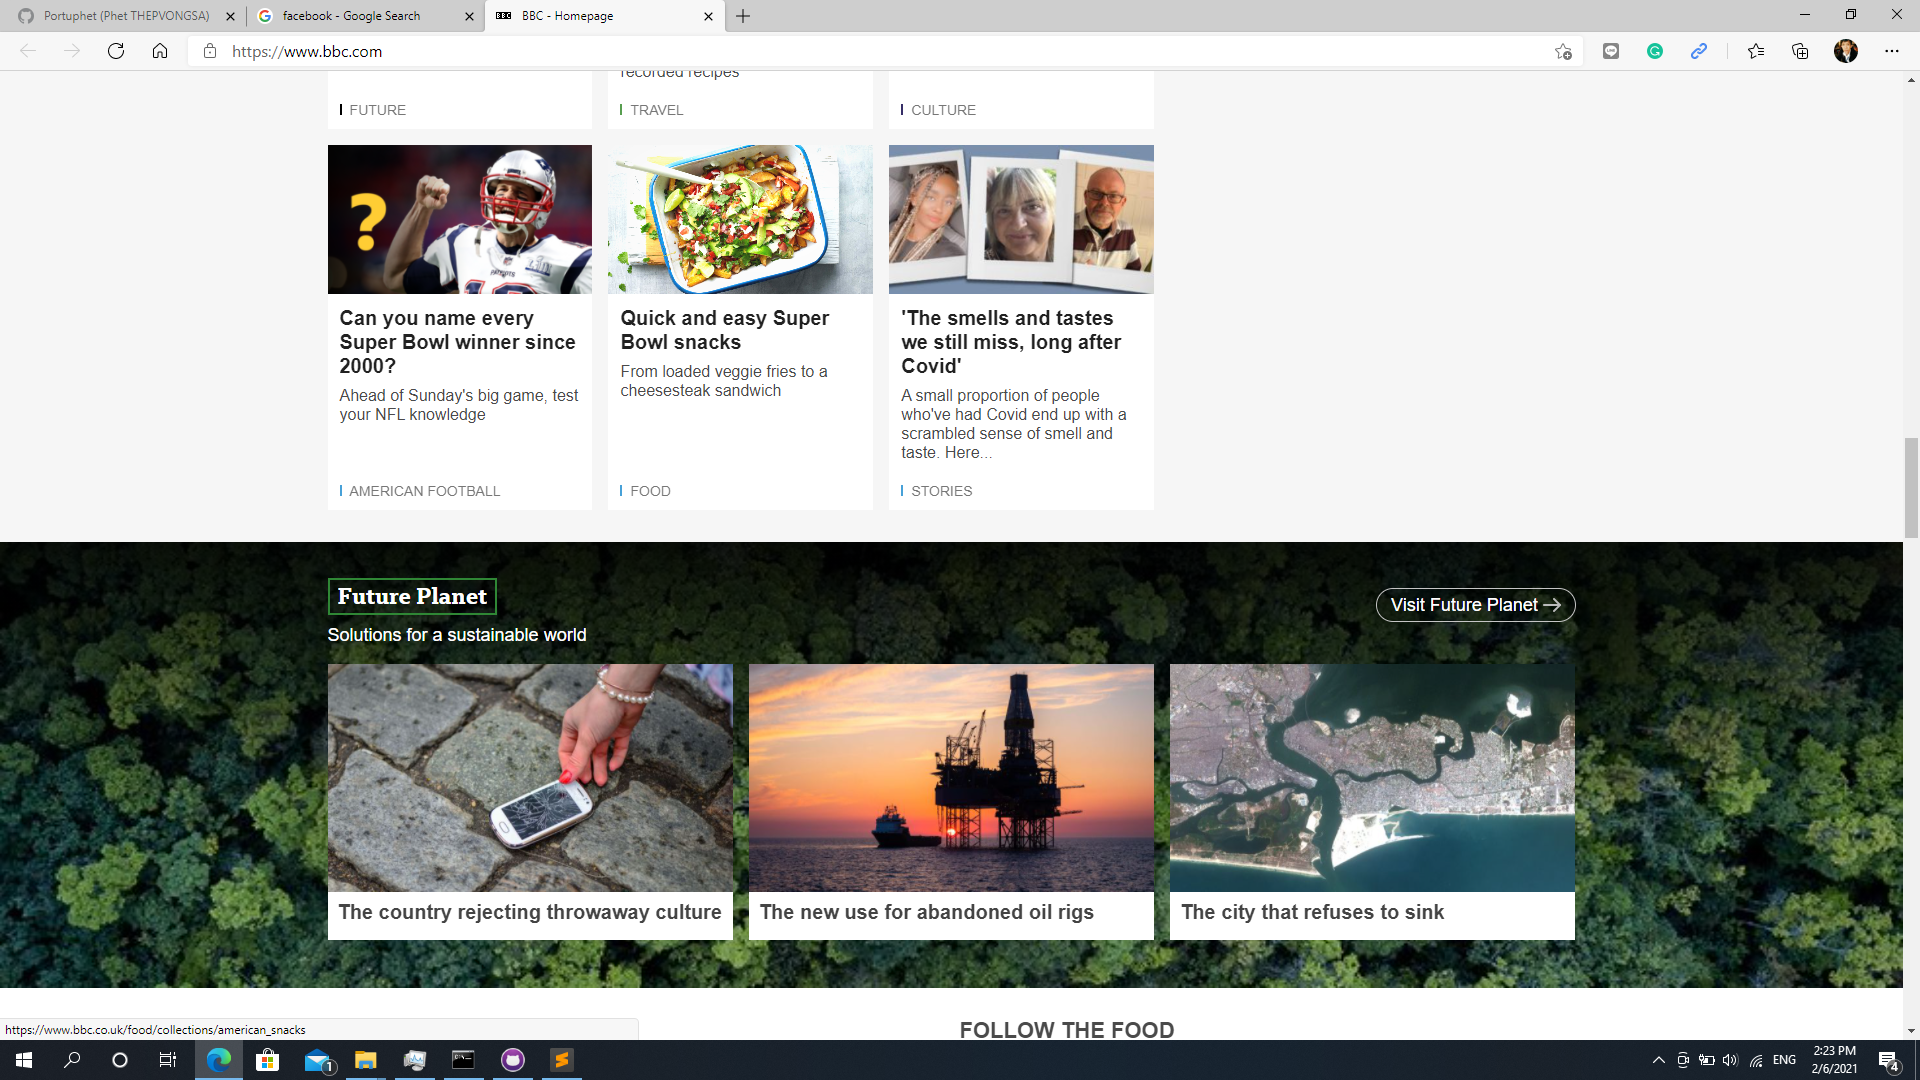 Portuphet (Phet THEPVONGSA)
facebook - Google Search
BBC - Homepage
https://www.bbc.com
recorded recipes
FUTURE
TRAVEL
CULTURE
?
PATRIOTS
Can you name every
Super Bowl winner since
2000?
Ahead of Sunday's big game, test
your NFL knowledge
AMERICAN FOOTBALL
Quick and easy Super
Bowl snacks
From loaded veggie fries to a
cheesesteak sandwich
FOOD
'The smells and tastes
we still miss, long after
Covid'
A small proportion of people
who've had Covid end up with a
scrambled sense of smell and
taste. Here...
STORIES
Future Planet
Visit Future Planet
Solutions for a sustainable world
The country rejecting throwaway culture
The new use for abandoned oil rigs
The city that refuses to sink
FOLLOW THE FOOD
https://www.bbc.co.uk/food/collections/american_snacks
1
ENG
2:23 PM
2/6/2021
4